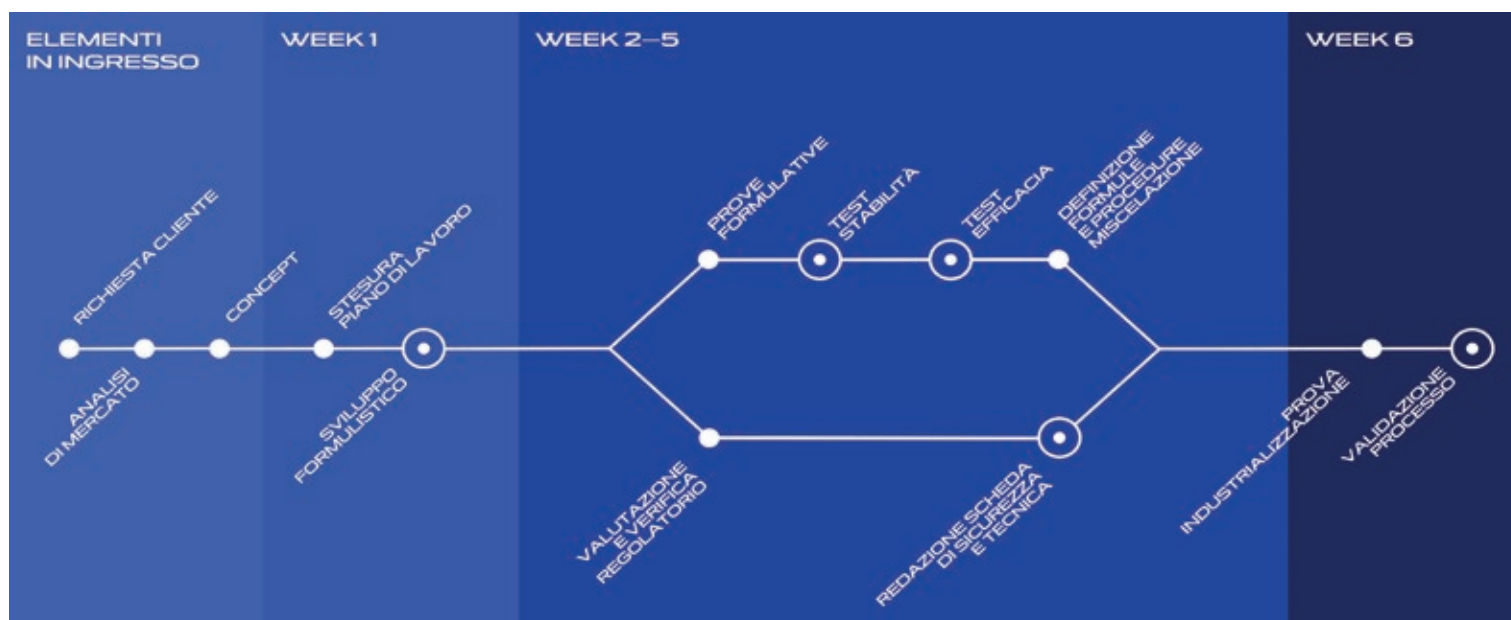 ELEMENTI
IN INGRESSO
WEEK 1
WEEK 2–5
WEEK 6
RICHIESTA CLIENTE
ANALISI
DI MERCATO
CONCEPT
STESURA
PIANO DI LAVORO
SVILUPPO
FORMULISTICO
PROVE
FORMULATIVE
TEST
STABILITÀ
TEST
EFFICACIA
DEFINIZIONE
FORMULE
E PROCEDURE
MISCELAZIONE
VALUTAZIONE
E VERIFICA
REGOLATORIO
REDAZIONE SCHEDA
DI SICUREZZA
E TECNICA
PROVA
INDUSTRIALIZZAZIONE
VALIDAZIONE
PROCESSO